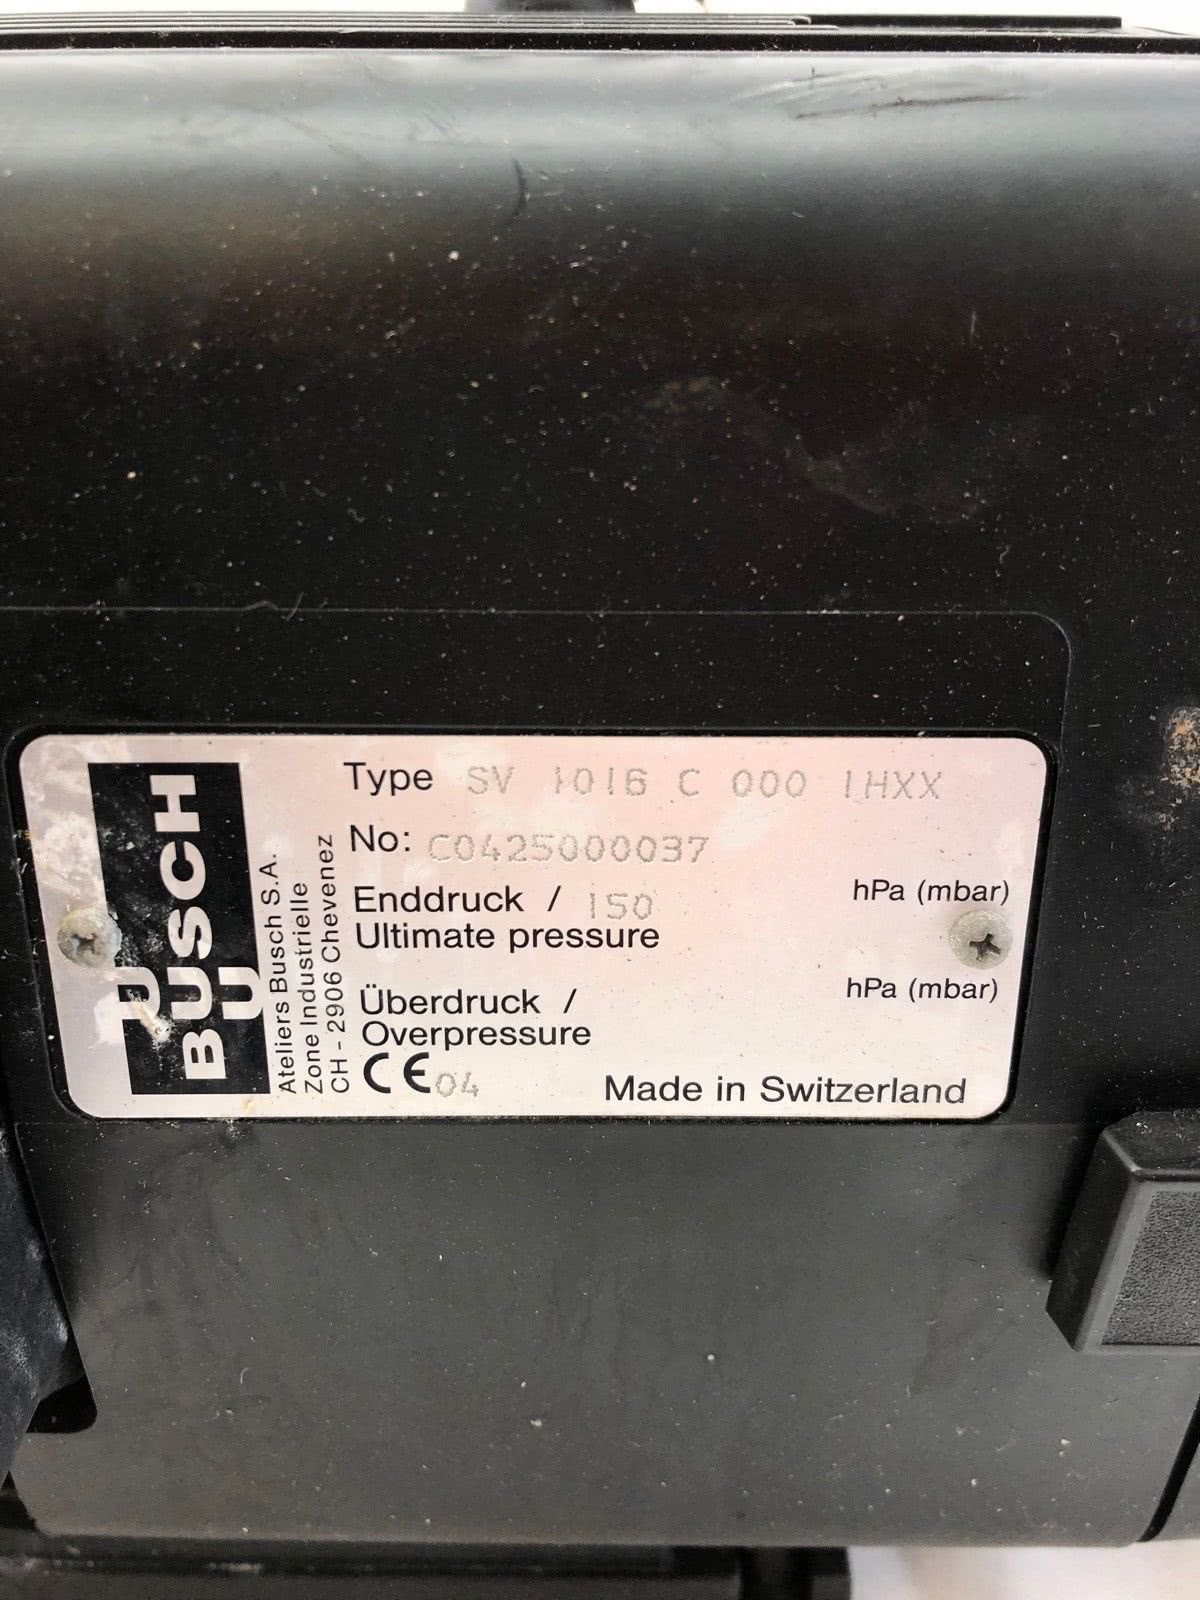 BUSCH
Ateliers Busch S.A.
Zone Industrielle
CH - 2906 Chevenez
Type SV 1016 C 000 IHXX
No: C0425000037
Enddruck / 150 hPa (mbar)
Ultimate pressure
Überdruck / hPa (mbar)
Overpressure
CE 04 Made in Switzerland